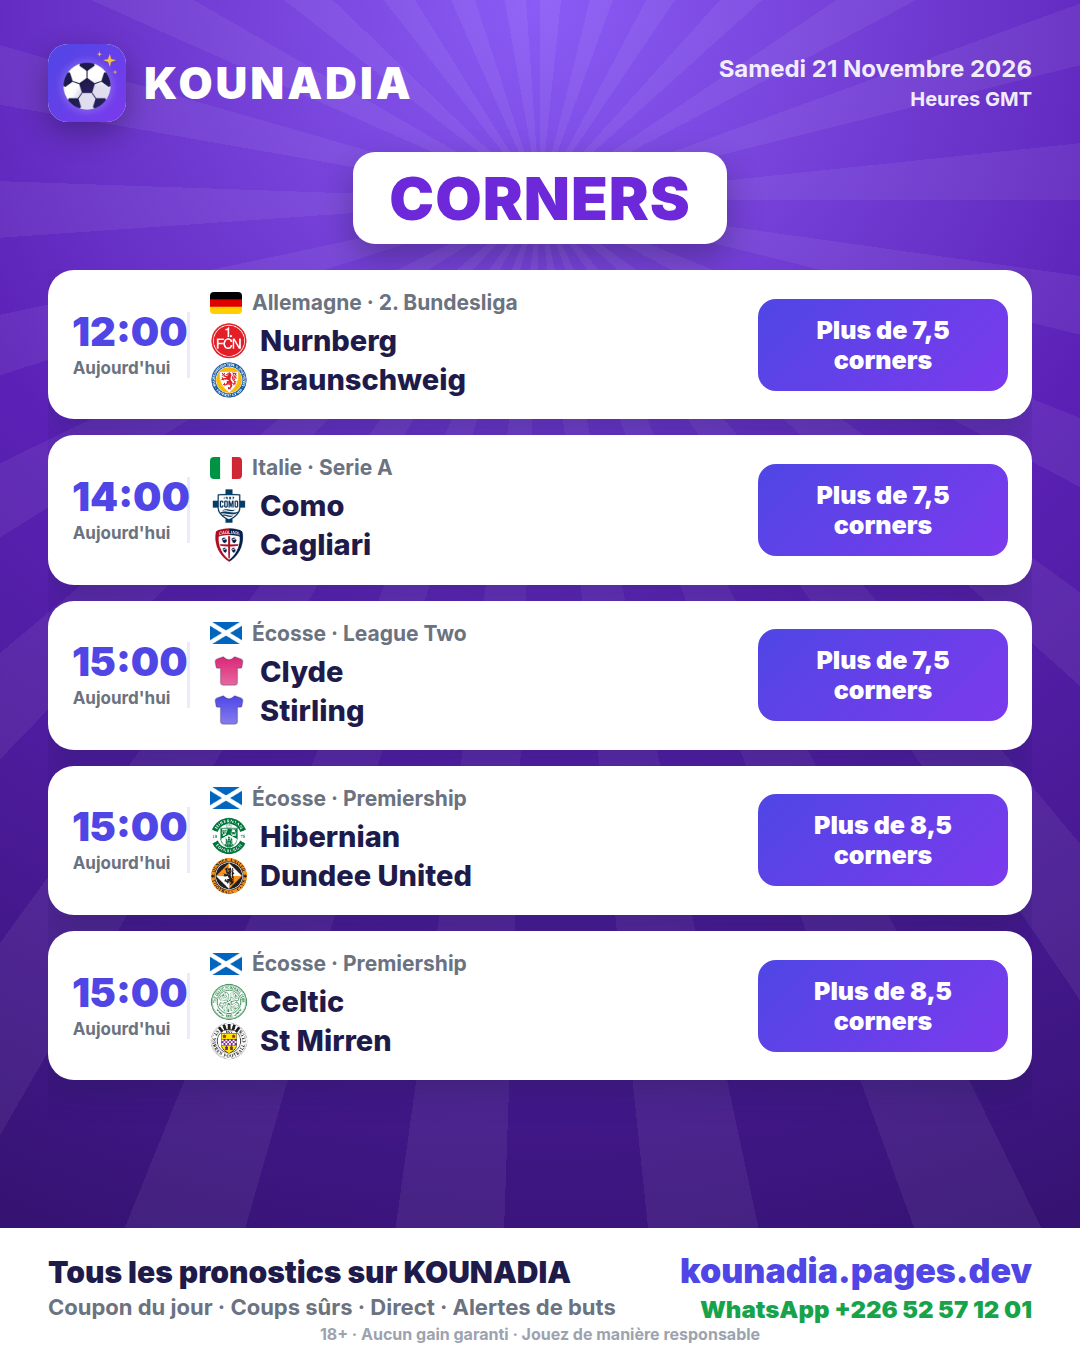 KOUNADIA
Samedi 21 Novembre 2026
Heures GMT
CORNERS
Allemagne · 2. Bundesliga
12:00
Aujourd'hui
1.
FCN
Nurnberg
Braunschweig
Plus de 7,5
corners
Italie · Serie A
14:00
Aujourd'hui
COMO
Como
Cagliari
Plus de 7,5
corners
Écosse · League Two
15:00
Aujourd'hui
Clyde
Stirling
Plus de 7,5
corners
Écosse · Premiership
15:00
Aujourd'hui
Hibernian
Dundee United
Plus de 8,5
corners
Écosse · Premiership
15:00
Aujourd'hui
Celtic
St Mirren
Plus de 8,5
corners
Tous les pronostics sur KOUNADIA
Coupon du jour · Coups sûrs · Direct · Alertes de buts
kounadia.pages.dev
WhatsApp +226 52 57 12 01
18+ · Aucun gain garanti · Jouez de manière responsable